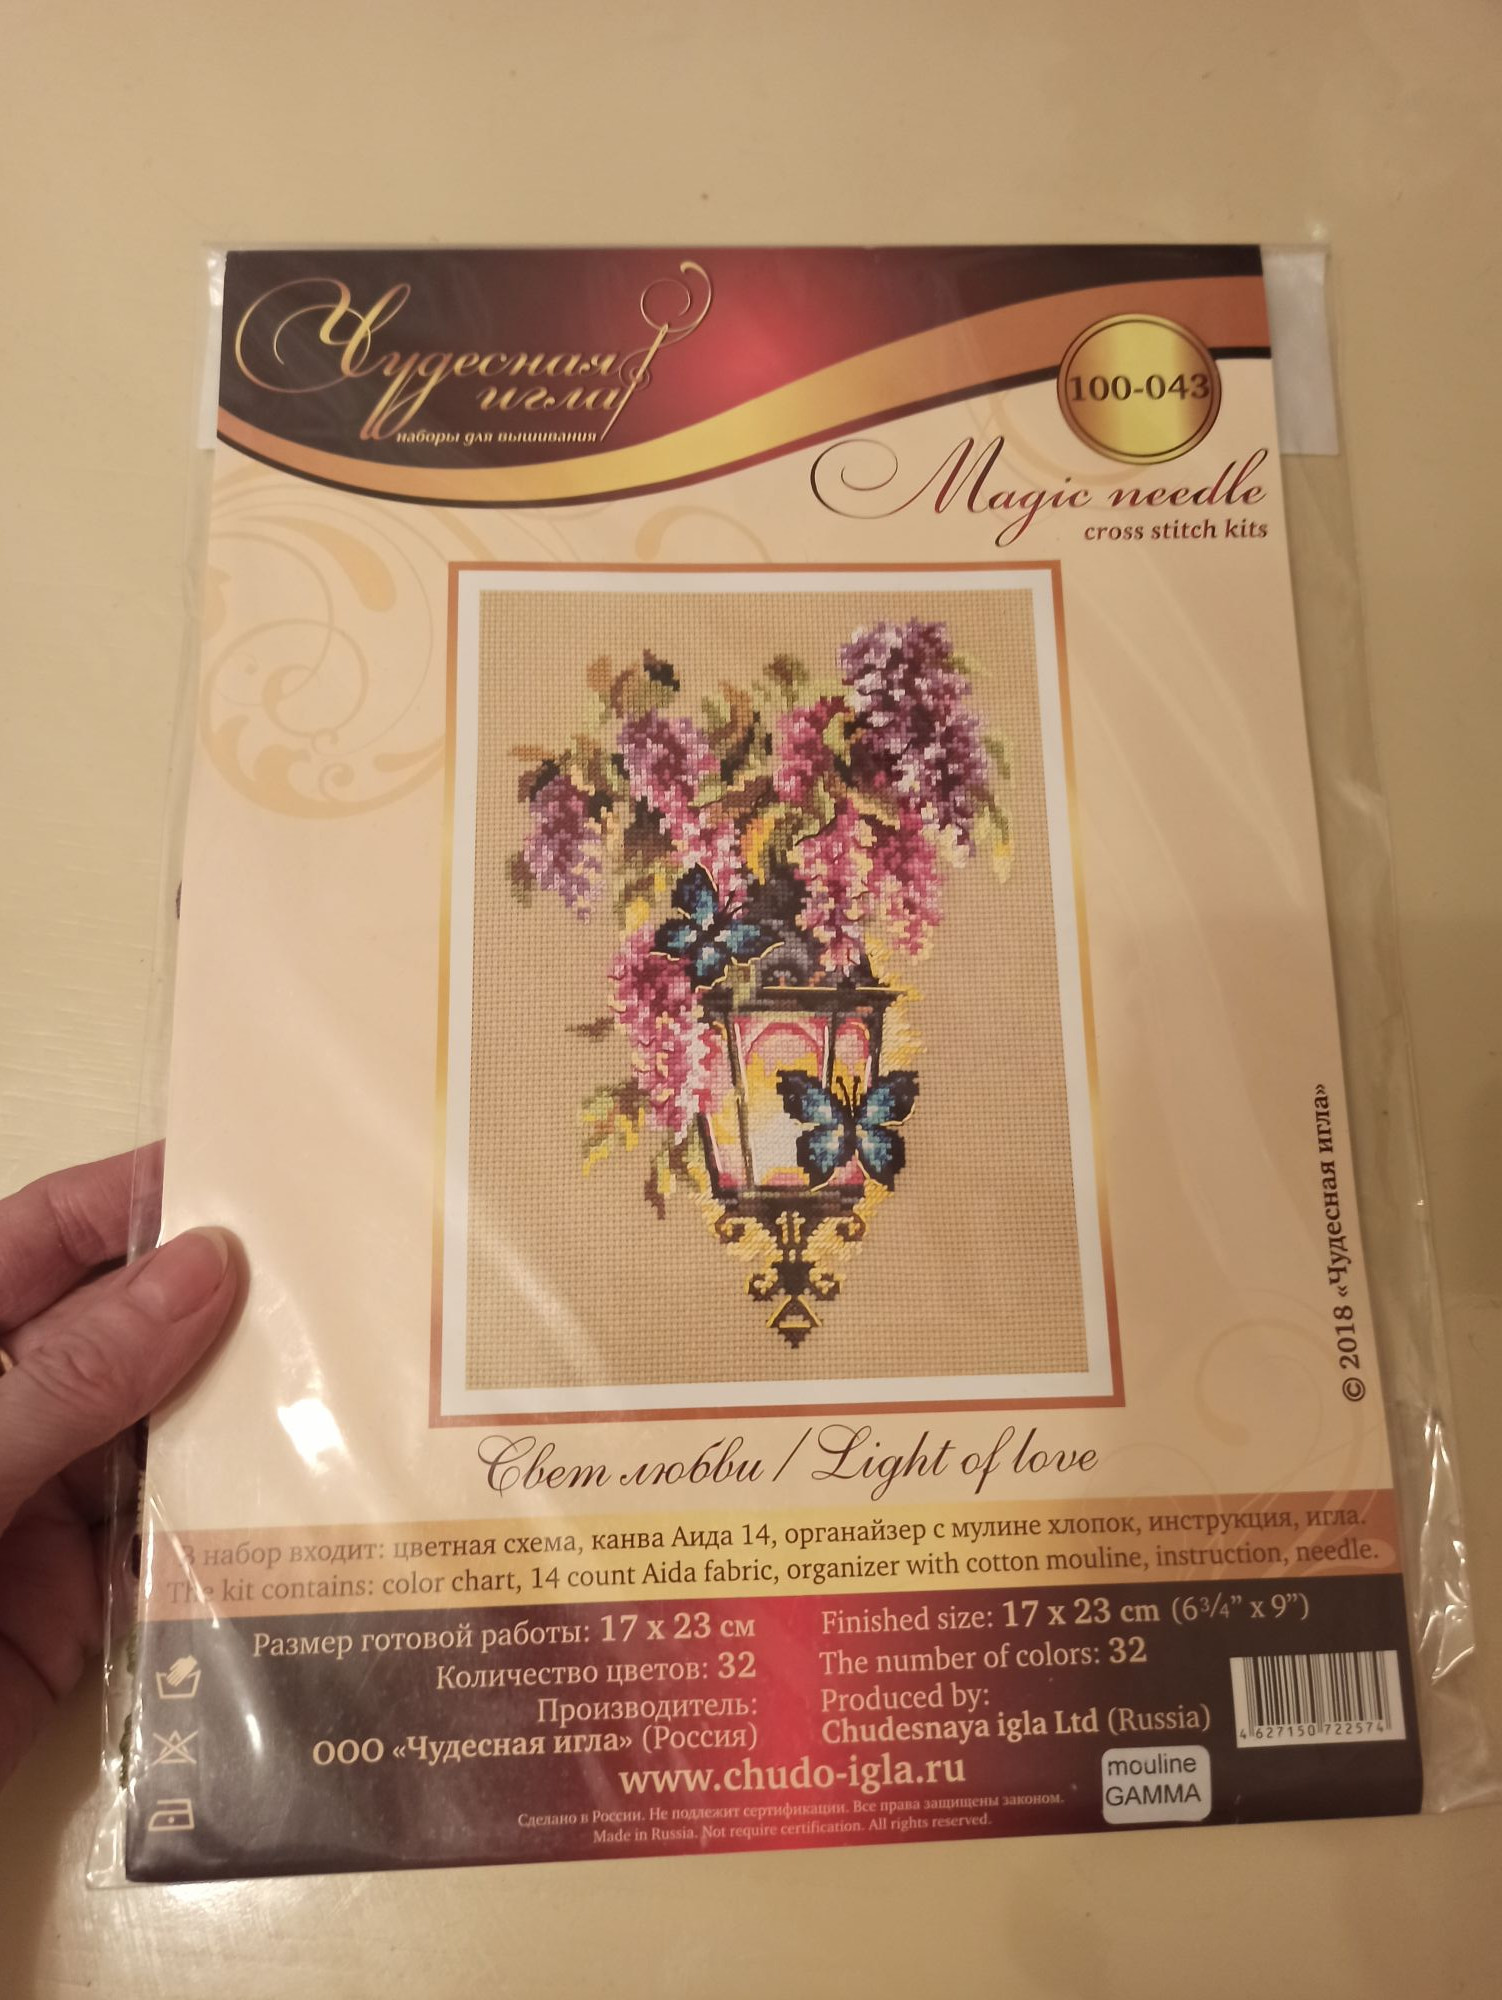 Чудесная
игла
наборы для вышивания
100-043
Magic needle
cross stitch kits
© 2018 «Чудесная игла»
Свет любви / Light of love
В набор входит: цветная схема, канва Аида 14, органайзер с мулине хлопок, инструкция, игла.
The kit contains: color chart, 14 count Aida fabric, organizer with cotton mouline, instruction, needle.
Размер готовой работы: 17 x 23 см
Количество цветов: 32
Производитель:
ООО «Чудесная игла» (Россия)
Finished size: 17 x 23 cm (6¾” x 9”)
The number of colors: 32
Produced by:
Chudesnaya igla Ltd (Russia)
www.chudo-igla.ru
Сделано в России. Не подлежит сертификации. Все права защищены законом.
Made in Russia. Not require certification. All rights reserved.
4 627150 722574
mouline
GAMMA